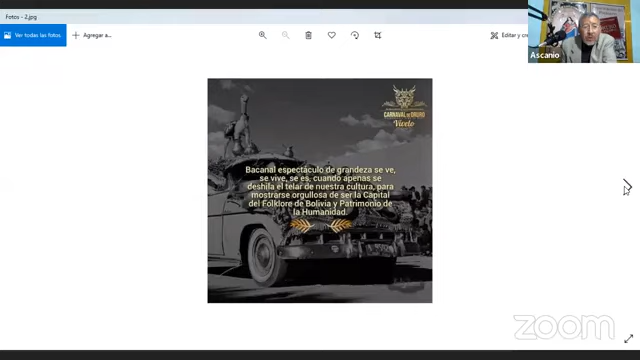 Fotos - 2.jpg
Ver todas las fotos
Agregar a...
Editar y cre
Ascanio
CARNAVAL DE ORURO
Vívelo
Bacanal espectáculo de grandeza se ve,
se vive, se es, cuando apenas se
deshila el telar de nuestra cultura, para
mostrarse orgullosa de ser la Capital
del Folklore de Bolivia y Patrimonio de
la Humanidad.
zoom